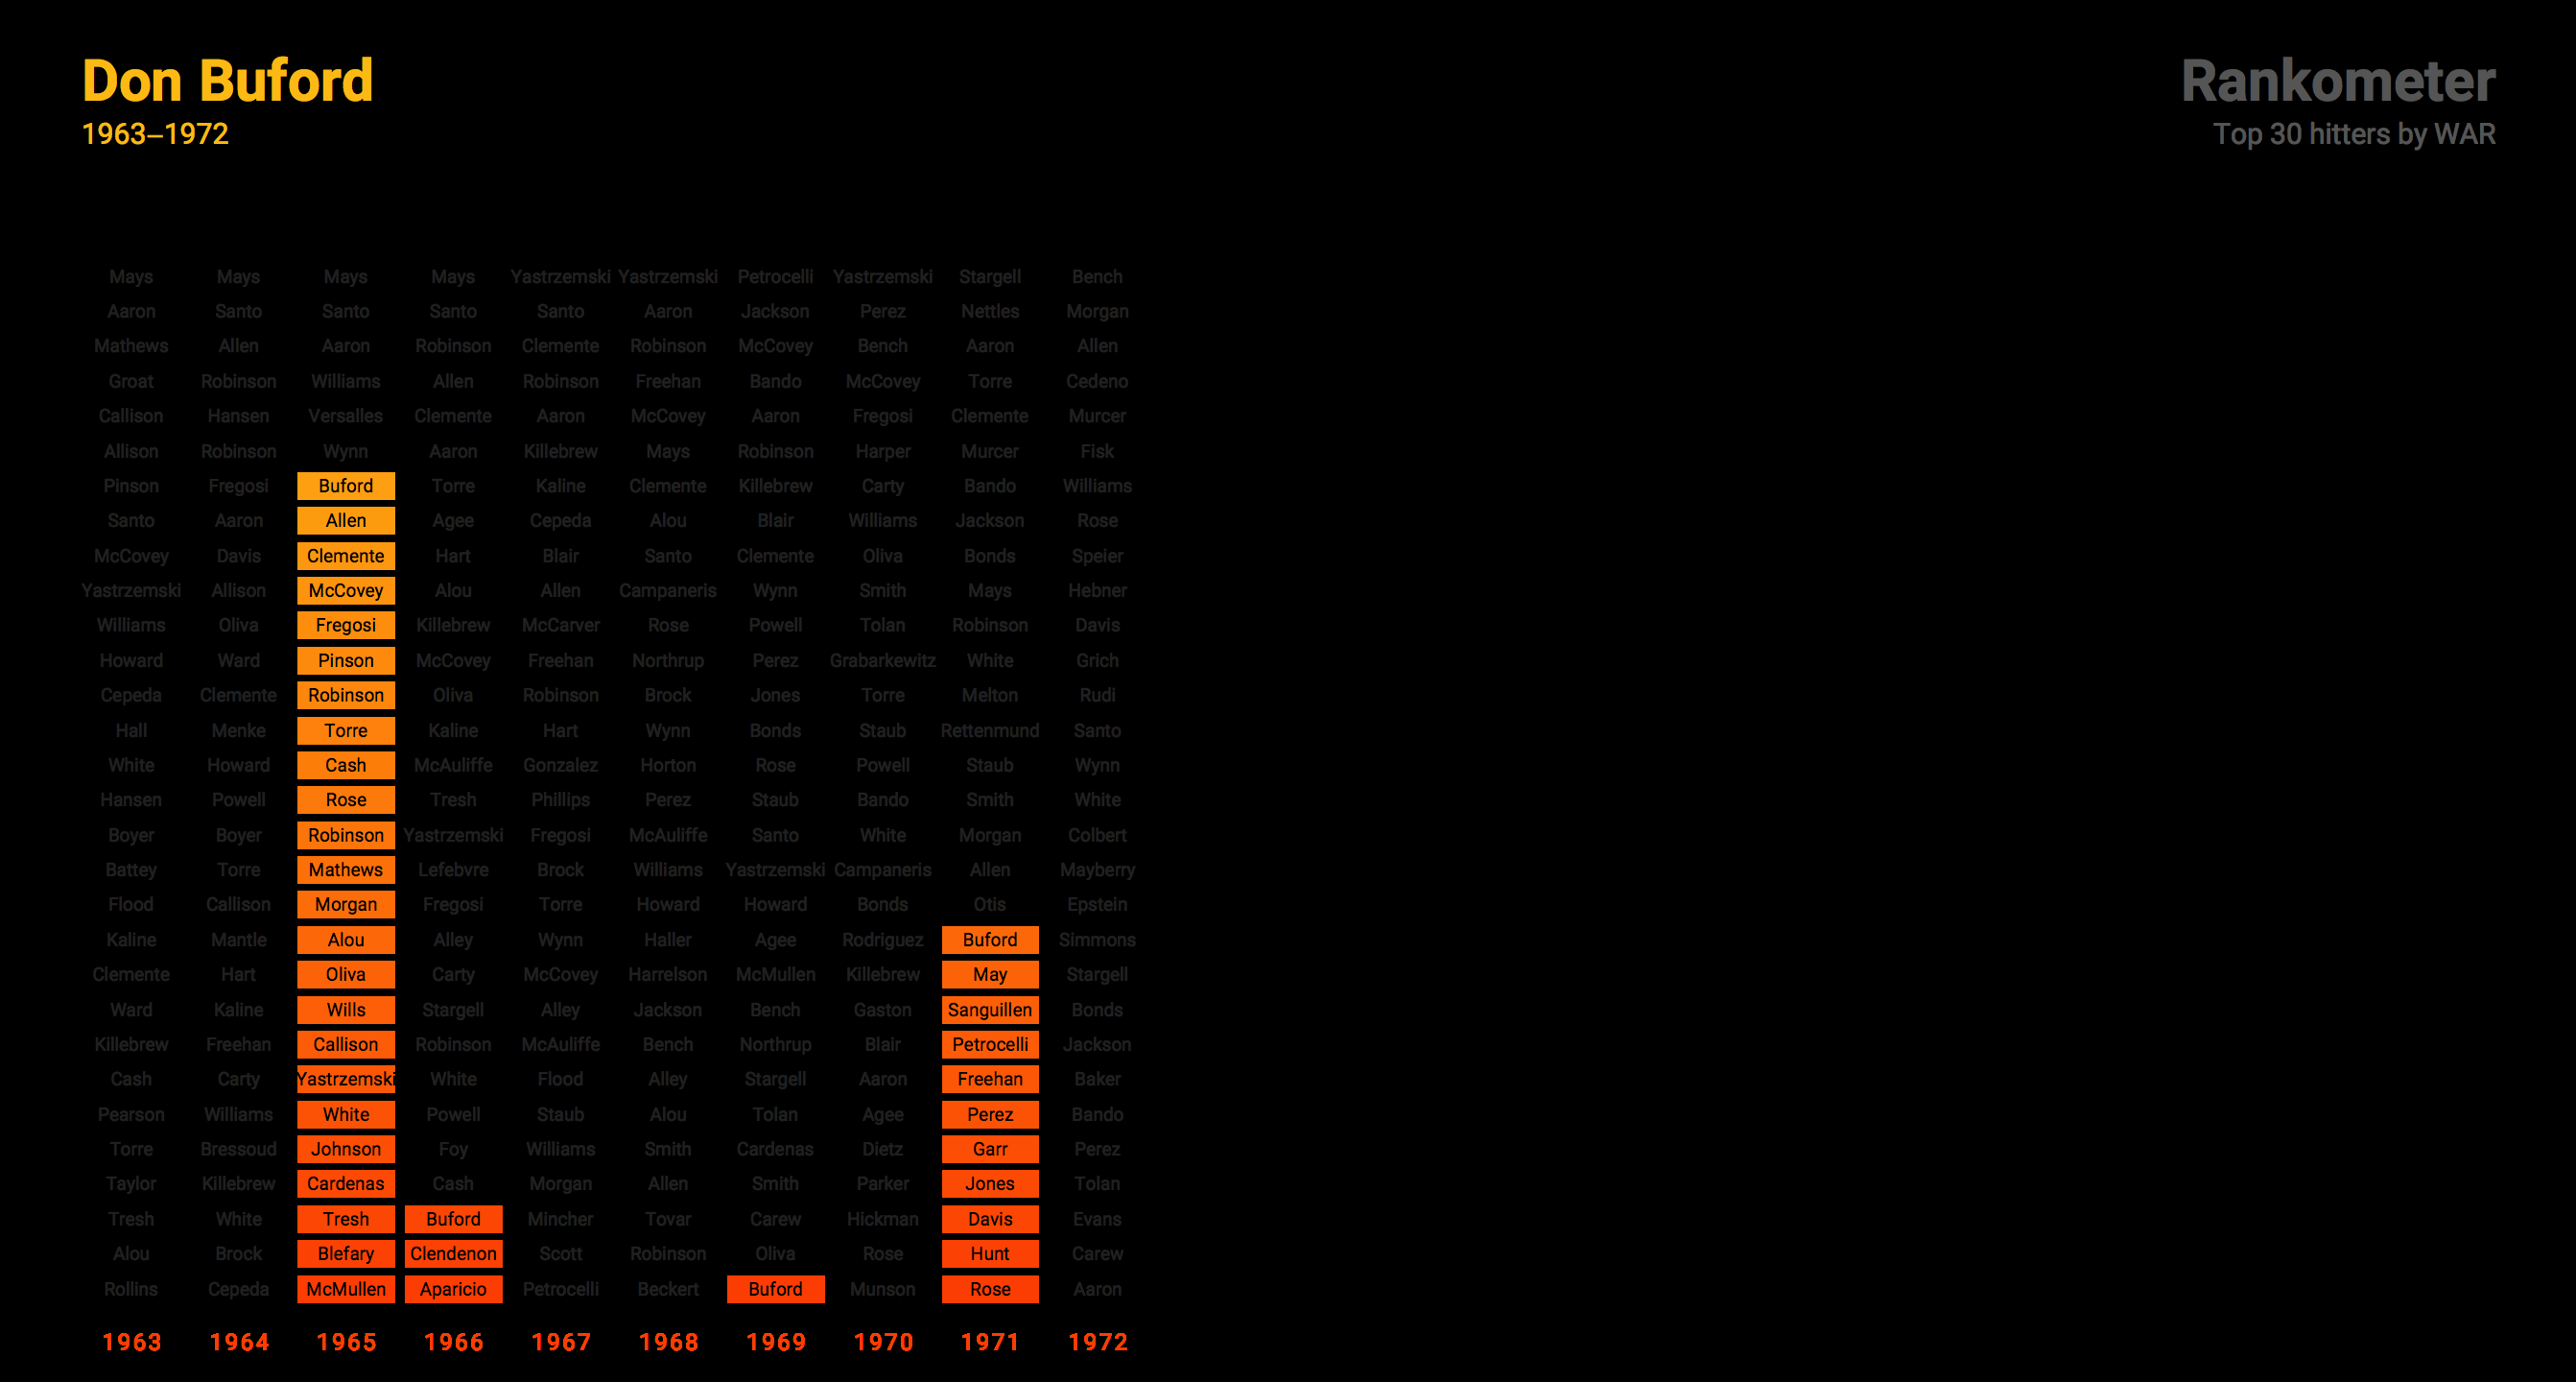 Don Buford
1963–1972
Rankometer
Top 30 hitters by WAR
Mays Mays Mays Mays Yastrzemski Yastrzemski Petrocelli Yastrzemski Stargell Bench
Aaron Santo Santo Santo Santo Aaron Jackson Perez Nettles Morgan
Mathews Allen Aaron Robinson Clemente Robinson McCovey Bench Aaron Allen
Groat Robinson Williams Allen Robinson Freehan Bando McCovey Torre Cedeno
Callison Hansen Versalles Clemente Aaron McCovey Aaron Fregosi Clemente Murcer
Allison Robinson Wynn Aaron Killebrew Mays Robinson Harper Murcer Fisk
Pinson Fregosi Buford Torre Kaline Clemente Killebrew Carty Bando Williams
Santo Aaron Allen Agee Cepeda Alou Blair Williams Jackson Rose
McCovey Davis Clemente Hart Blair Santo Clemente Oliva Bonds Speier
Yastrzemski Allison McCovey Alou Allen Campaneris Wynn Smith Mays Hebner
Williams Oliva Fregosi Killebrew McCarver Rose Powell Tolan Robinson Davis
Howard Ward Pinson McCovey Freehan Northrup Perez Grabarkewitz White Grich
Cepeda Clemente Robinson Oliva Robinson Brock Jones Torre Melton Rudi
Hall Menke Torre Kaline Hart Wynn Bonds Staub Rettenmund Santo
White Howard Cash McAuliffe Gonzalez Horton Rose Powell Staub Wynn
Hansen Powell Rose Tresh Phillips Perez Staub Bando Smith White
Boyer Boyer Robinson Yastrzemski Fregosi McAuliffe Santo White Morgan Colbert
Battey Torre Mathews Lefebvre Brock Williams Yastrzemski Campaneris Allen Mayberry
Flood Callison Morgan Fregosi Torre Howard Howard Bonds Otis Epstein
Kaline Mantle Alou Alley Wynn Haller Agee Rodriguez Buford Simmons
Clemente Hart Oliva Carty McCovey Harrelson McMullen Killebrew May Stargell
Ward Kaline Wills Stargell Alley Jackson Bench Gaston Sanguillen Bonds
Killebrew Freehan Callison Robinson McAuliffe Bench Northrup Blair Petrocelli Jackson
Cash Carty Yastrzemski White Flood Alley Stargell Aaron Freehan Baker
Pearson Williams White Powell Staub Alou Tolan Agee Perez Bando
Torre Bressoud Johnson Foy Williams Smith Cardenas Dietz Garr Perez
Taylor Killebrew Cardenas Cash Morgan Allen Smith Parker Jones Tolan
Tresh White Tresh Buford Mincher Tovar Carew Hickman Davis Evans
Alou Brock Blefary Clendenon Scott Robinson Oliva Rose Hunt Carew
Rollins Cepeda McMullen Aparicio Petrocelli Beckert Buford Munson Rose Aaron
1963 1964 1965 1966 1967 1968 1969 1970 1971 1972